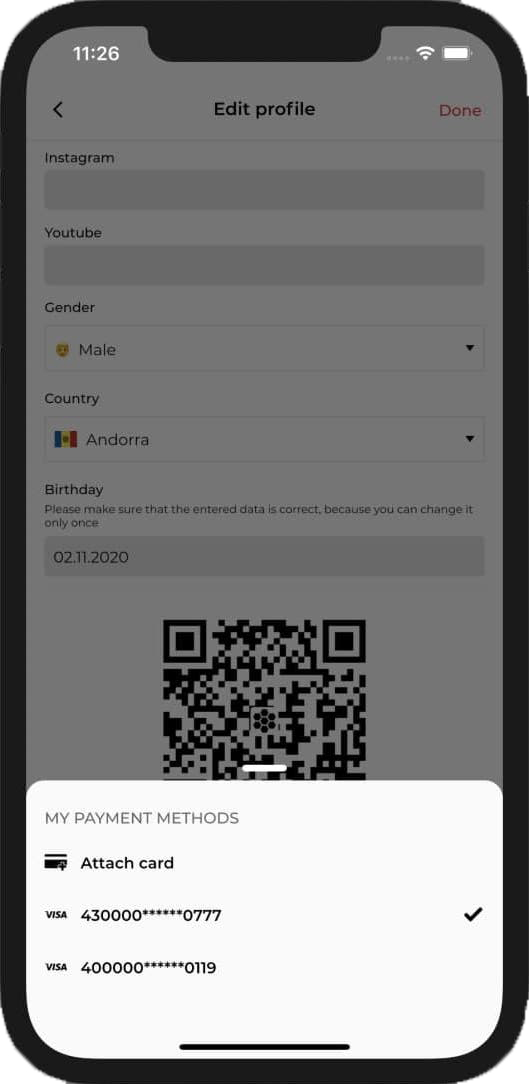 11:26
Edit profile
Done
Instagram
Youtube
Gender
Male
Country
Andorra
Birthday
Please make sure that the entered data is correct, because you can change it
only once
02.11.2020
MY PAYMENT METHODS
Attach card
VISA 430000******0777
VISA 400000******0119